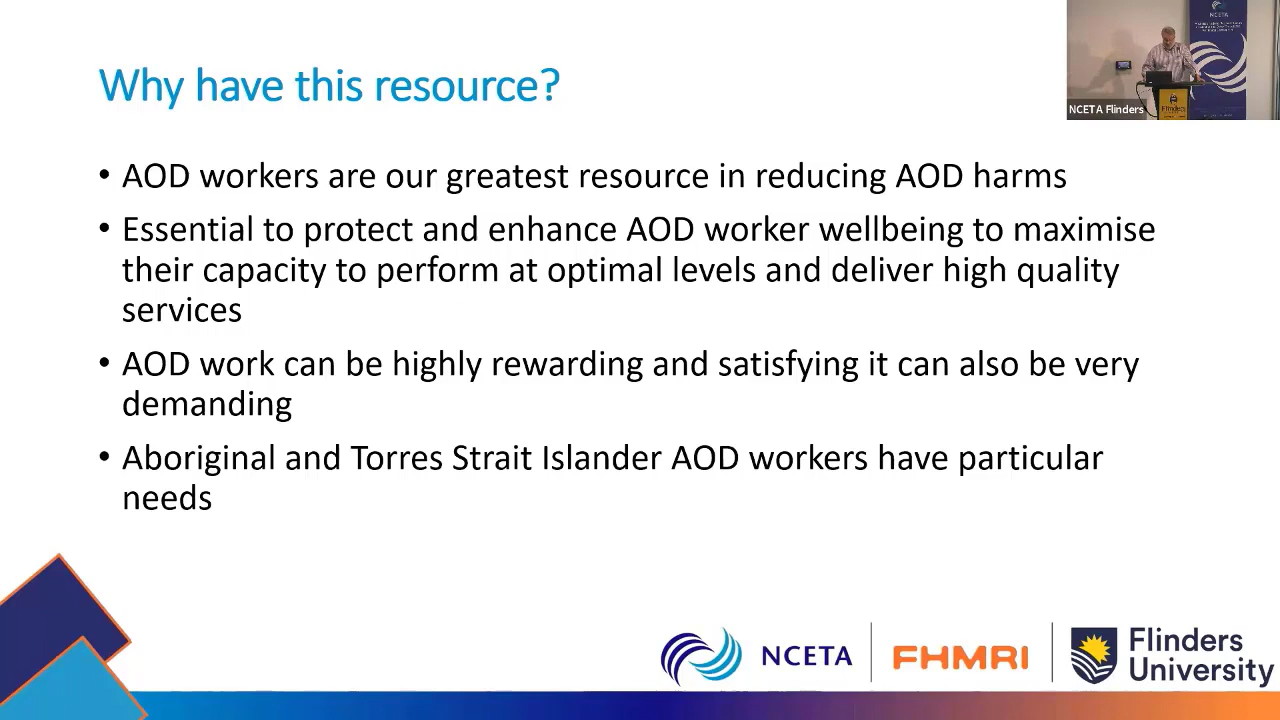 Why have this resource?
NCETA
NCETA Flinders
Flinders
• AOD workers are our greatest resource in reducing AOD harms
• Essential to protect and enhance AOD worker wellbeing to maximise
their capacity to perform at optimal levels and deliver high quality
services
• AOD work can be highly rewarding and satisfying it can also be very
demanding
• Aboriginal and Torres Strait Islander AOD workers have particular
needs
NCETA
FHMRI
Flinders
University